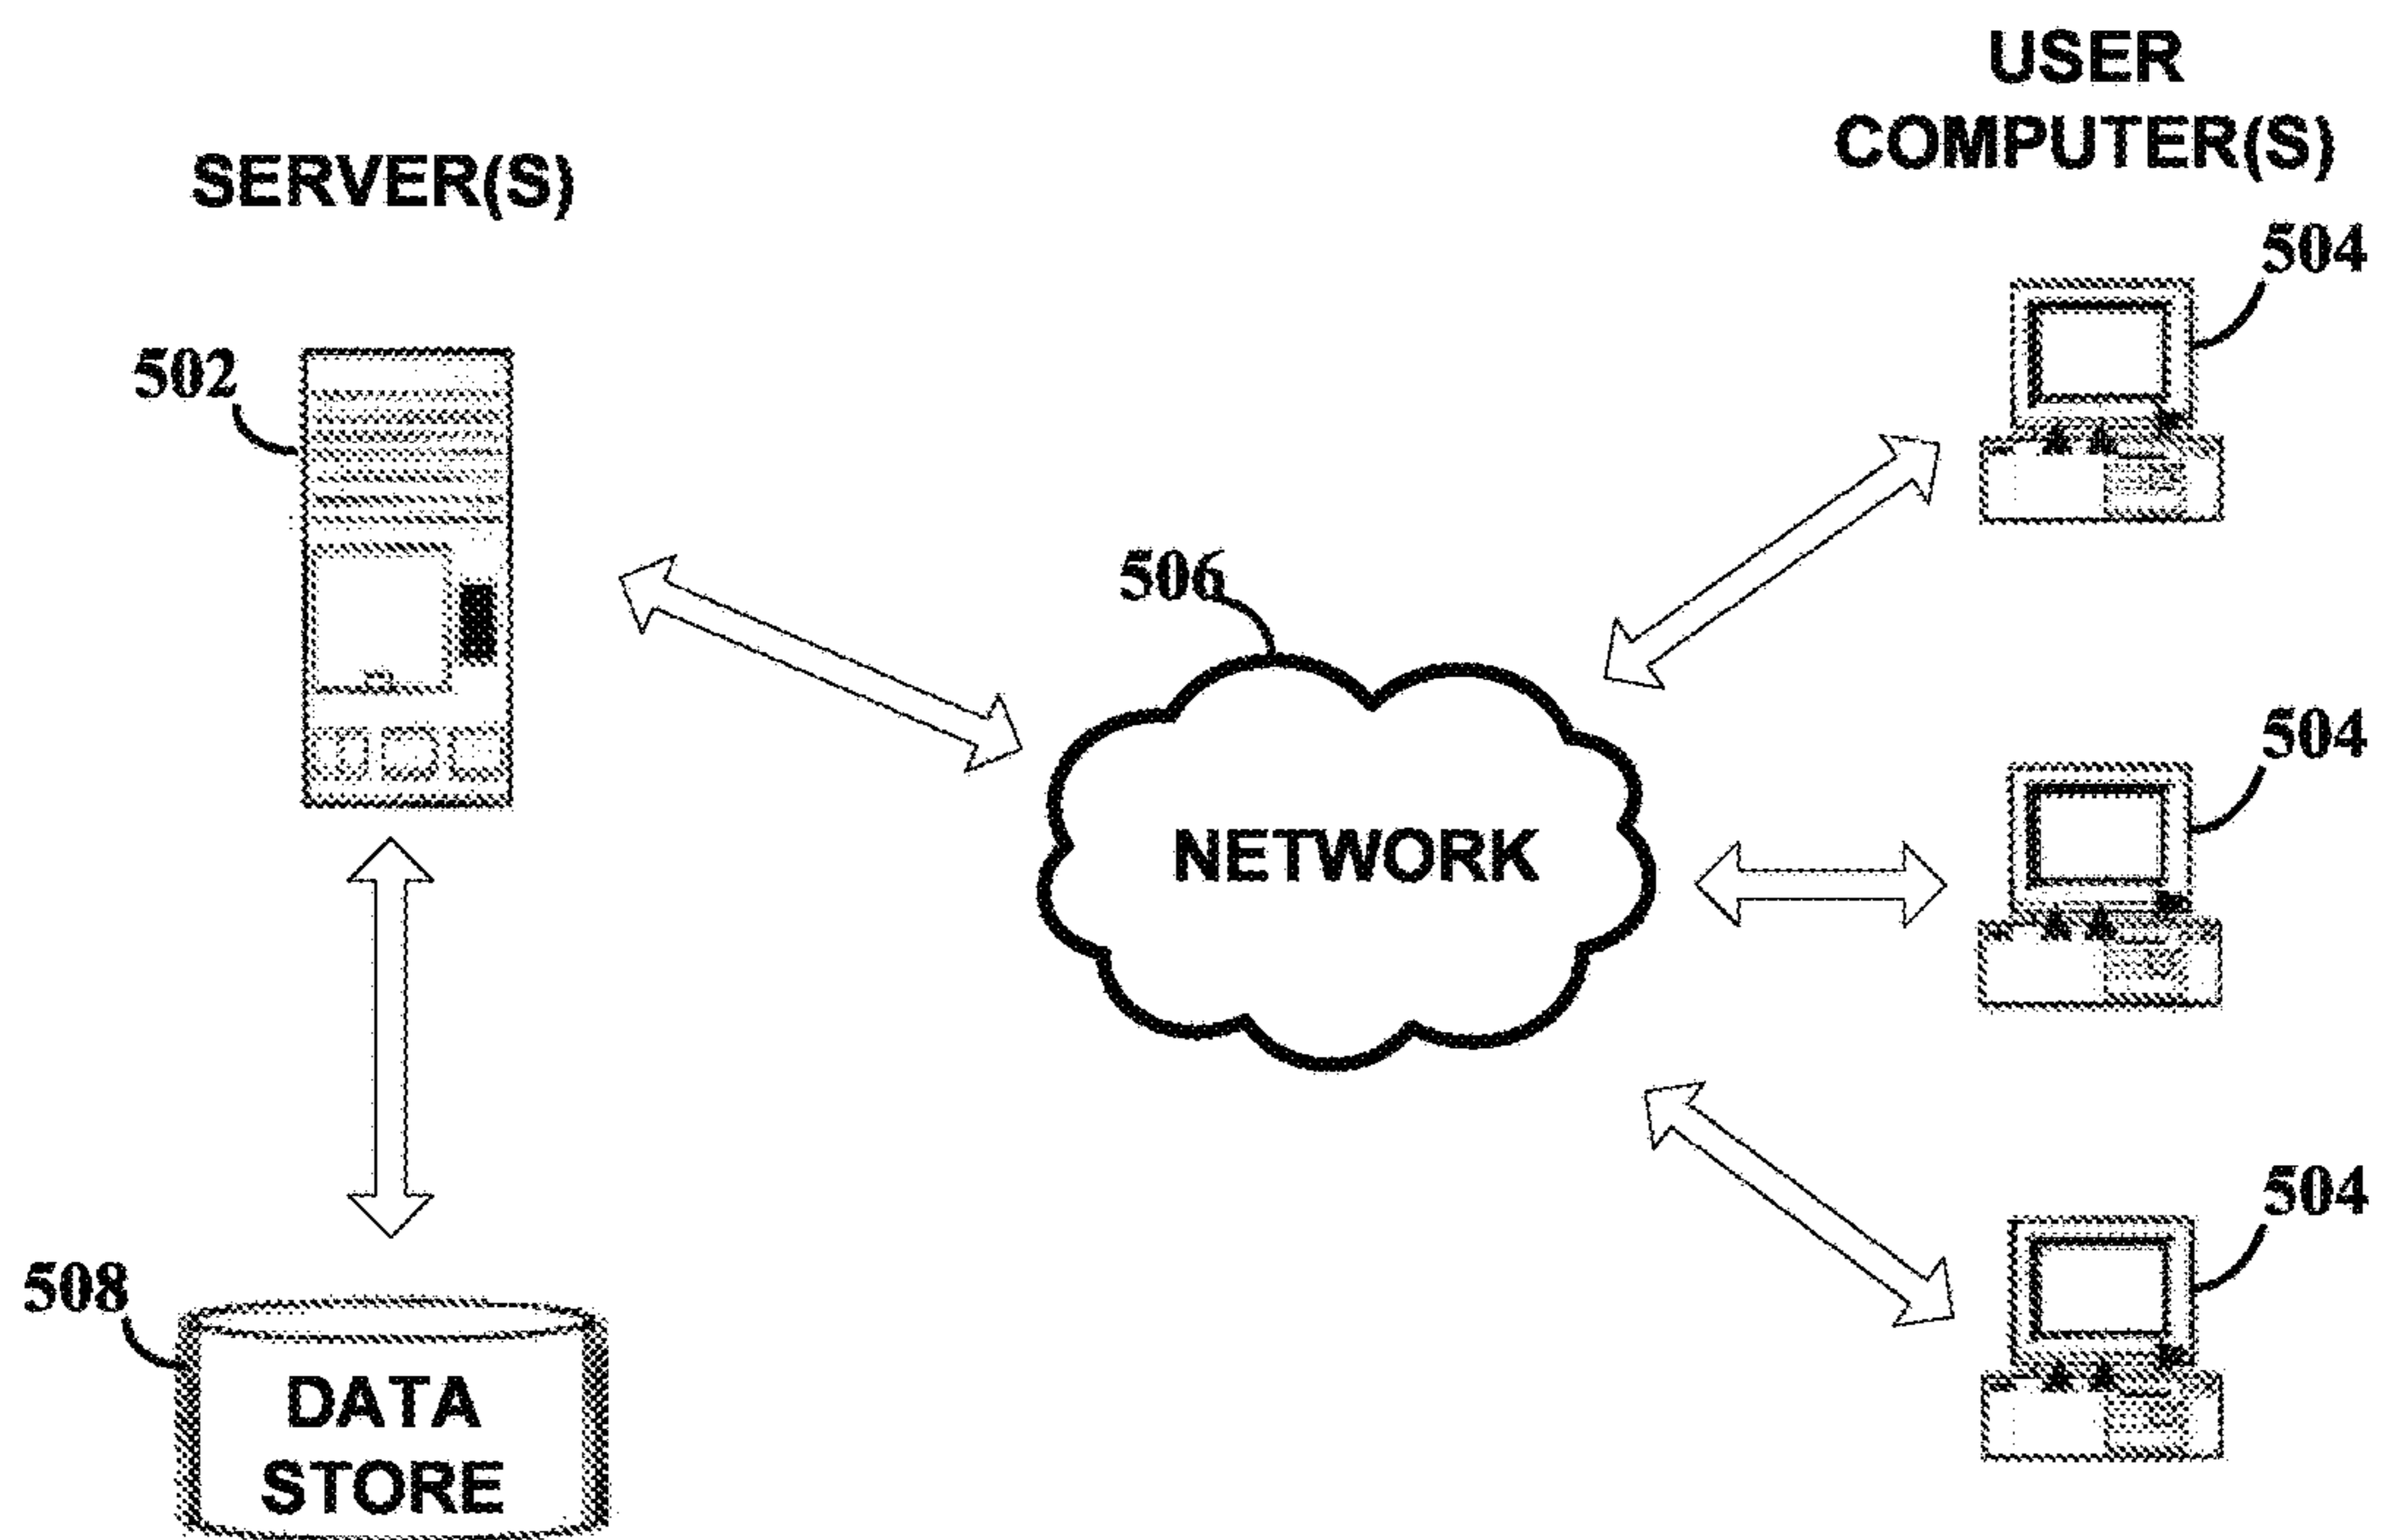 USER
COMPUTER(S)
SERVER(S)
504
502
506
504
NETWORK
504
508
DATA
STORE